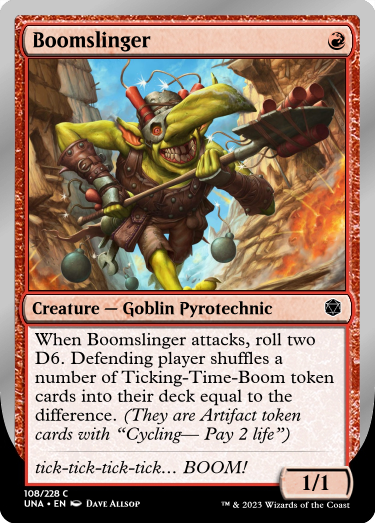 Boomslinger
Creature — Goblin Pyrotechnic
When Boomslinger attacks, roll two
D6. Defending player shuffles a
number of Ticking-Time-Boom token
cards into their deck equal to the
difference. (They are Artifact token
cards with “Cycling— Pay 2 life”)
tick-tick-tick-tick… BOOM!
1/1
108/228 C
UNA • EN Dave Allsop
™ & 2023 Wizards of the Coast